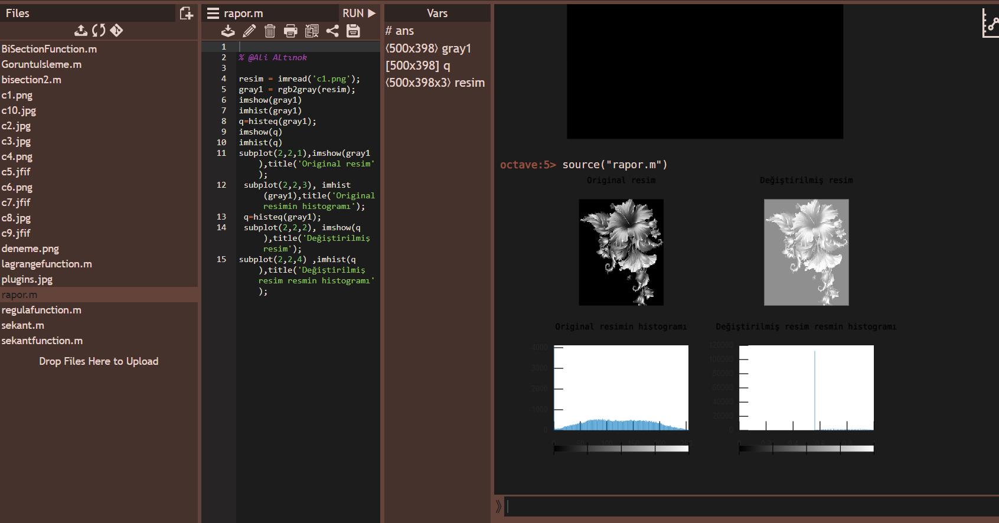 Files
BiSectionFunction.m
GoruntuIsleme.m
bisection2.m
c1.png
c10.jpg
c2.jpg
c3.jpg
c4.png
c5.jfif
c6.png
c7.jfif
c8.jpg
c9.jfif
deneme.png
lagrangefunction.m
plugins.jpg
rapor.m
regulafunction.m
sekant.m
sekantfunction.m
Drop Files Here to Upload
rapor.m
RUN
1
2 % @Ali ALtınok
3
4 resim = imread('c1.png');
5 gray1 = rgb2gray(resim);
6 imshow(gray1)
7 imhist(gray1)
8 q=histeq(gray1);
9 imshow(q)
10 imhist(q)
11 subplot(2,2,1),imshow(gray1
),title('Original resim'
);
12 subplot(2,2,3), imhist
(gray1),title('Original
resimin histogramı');
13 q=histeq(gray1);
14 subplot(2,2,2), imshow(q
),title('Değiştirilmiş
resim');
15 subplot(2,2,4) ,imhist(q
),title('Değiştirilmiş
resim resmin histogramı'
);
Vars
# ans
⟨500x398⟩ gray1
[500x398] q
⟨500x398x3⟩ resim
octave:5> source("rapor.m")
Original resim
Değiştirilmiş resim
Original resimin histogramı
Değiştirilmiş resim resmin histogramı
4000
3000
2000
1000
0
0 50 100 150 200
120000
100000
80000
60000
40000
20000
0
0 0.2 0.4 0.6 0.8